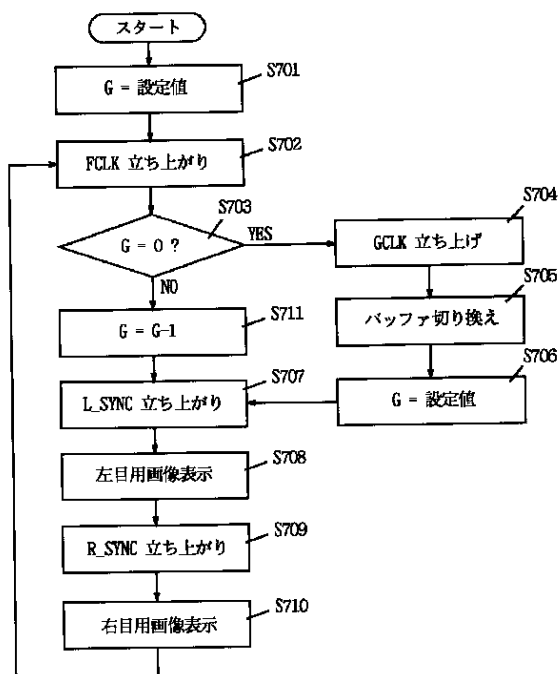 スタート
S701
G = 設定値
S702
FCLK 立ち上がり
S703
G = 0 ?
YES
NO
S704
GCLK 立ち上げ
S705
バッファ切り換え
S706
G = 設定値
S711
G = G-1
S707
L_SYNC 立ち上がり
S708
左目用画像表示
S709
R_SYNC 立ち上がり
S710
右目用画像表示